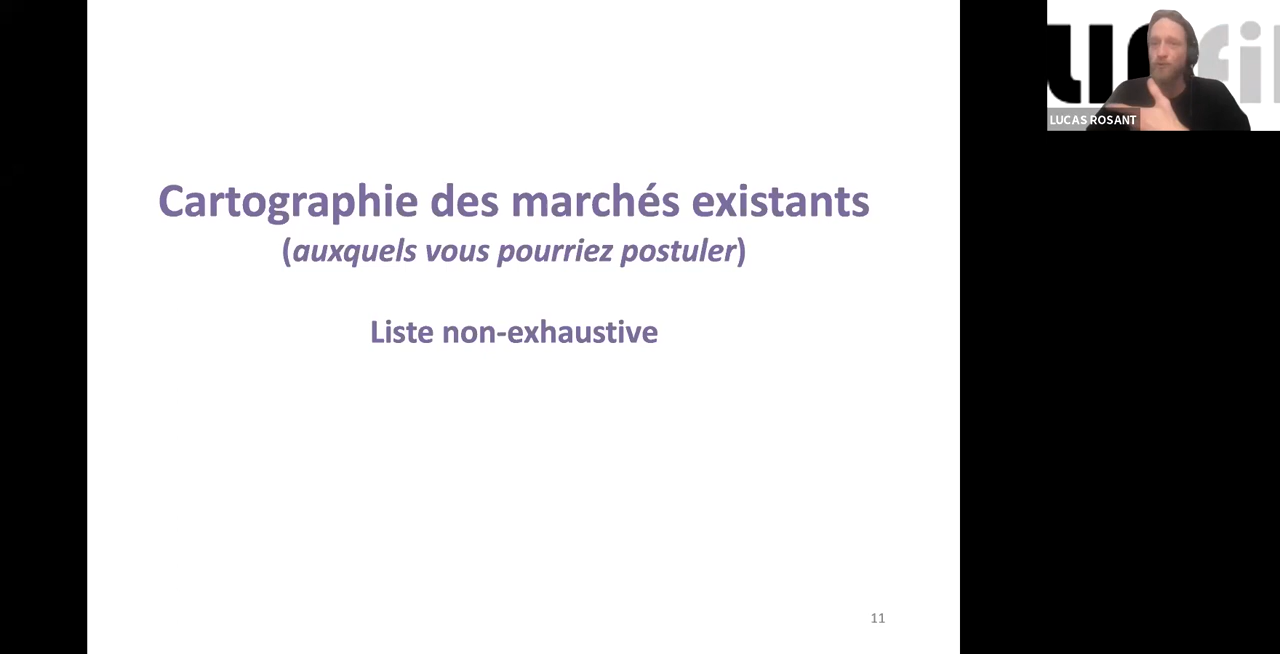 Cartographie des marchés existants
(auxquels vous pourriez postuler)
Liste non-exhaustive
11
LUCAS ROSANT